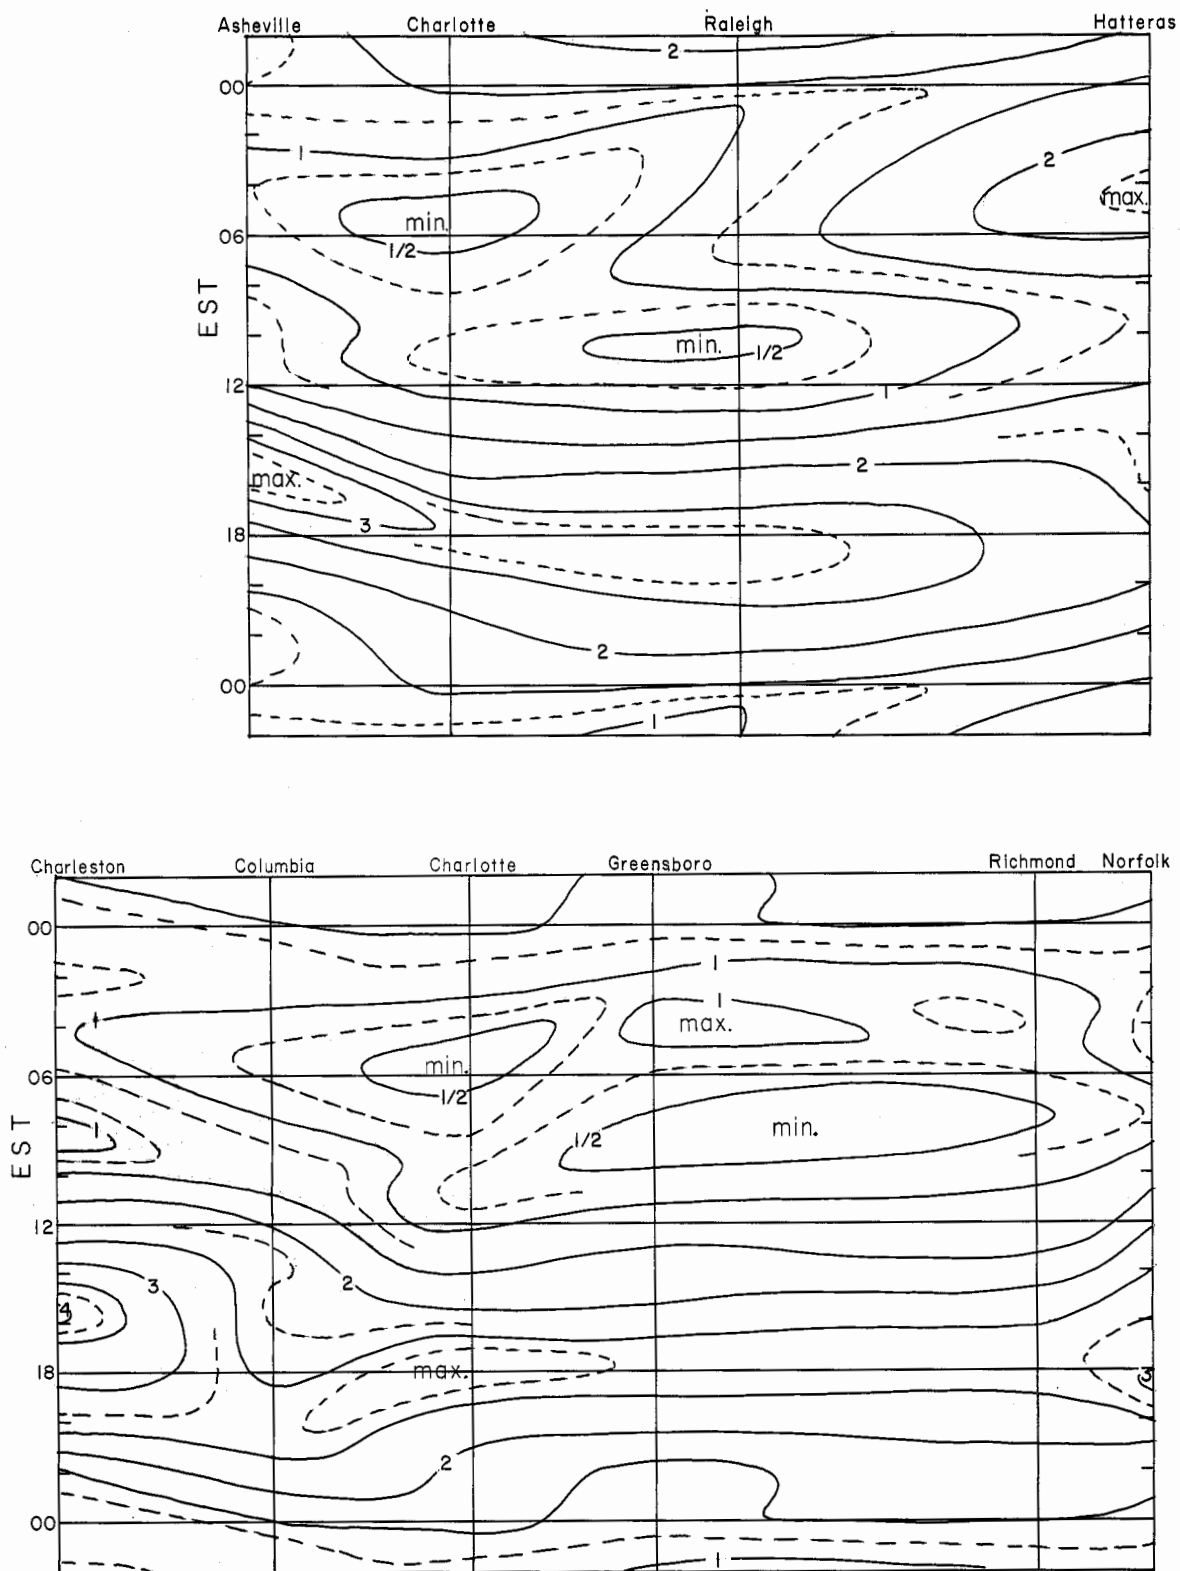 Asheville Charlotte Raleigh Hatteras
2
00
1
2
max.
min.
06
1/2
EST
min. 1/2
12
1
2
max.
3
18
2
00
1
Charleston Columbia Charlotte Greensboro Richmond Norfolk
00
1
1
1
max.
min.
06
1/2
1
1/2
min.
EST
12
3
2
4
max.
18
3
2
00
1